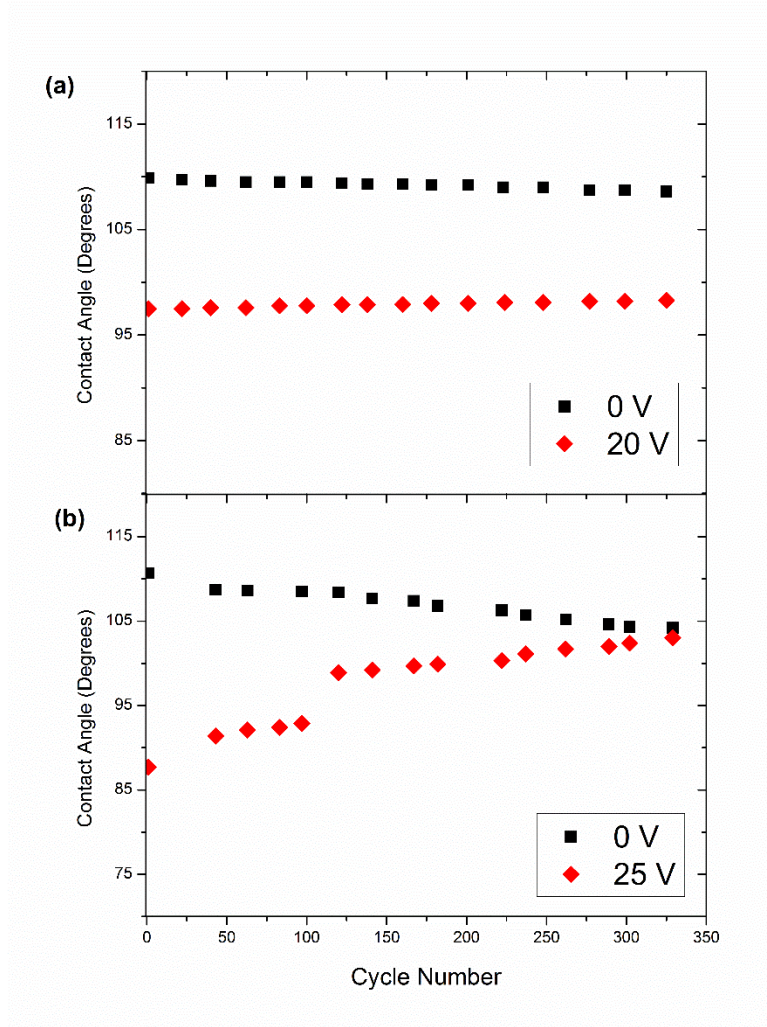 (a)
115
105
95
85
Contact Angle (Degrees)
0 V
20 V
(b)
115
105
95
85
75
Contact Angle (Degrees)
0 V
25 V
0 50 100 150 200 250 300 350
Cycle Number